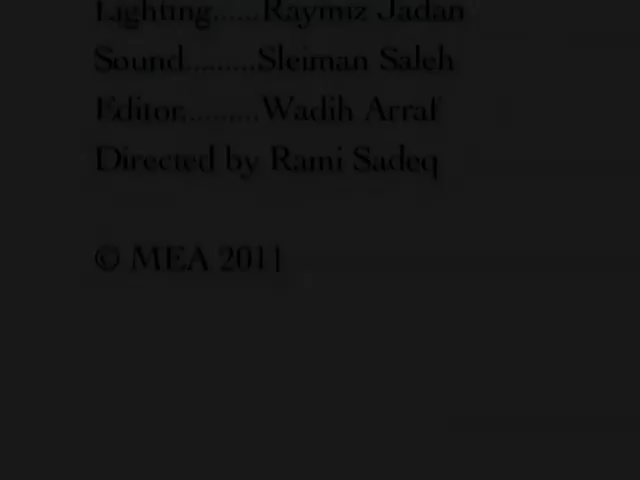 Lighting......Raymiz Jadan
Sound.........Sleiman Saleh
Editor.........Wadih Arraf
Directed by Rami Sadeq
© MEA 2011